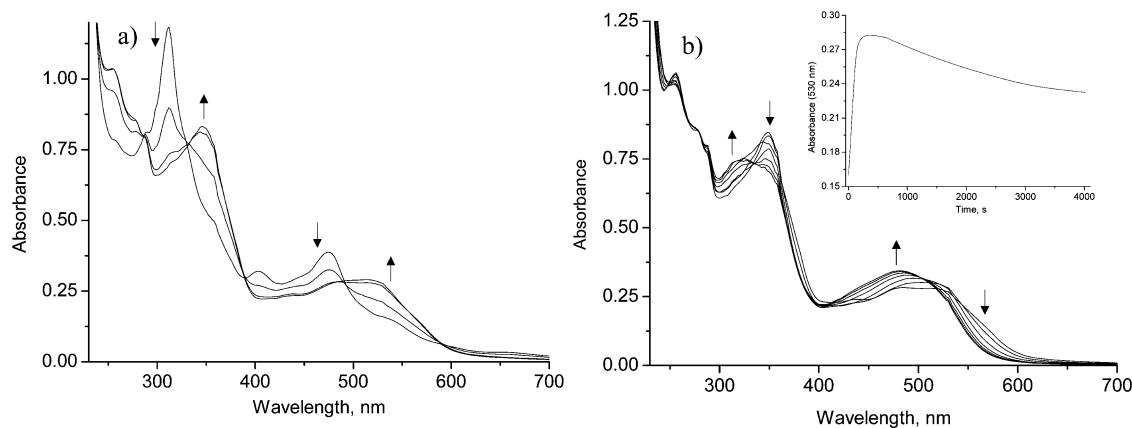 a)
1.00
0.75
0.50
0.25
0.00
Absorbance
300 400 500 600 700
Wavelength, nm
b)
1.25
1.00
0.75
0.50
0.25
0.00
Absorbance
300 400 500 600 700
Wavelength, nm
0.30
0.27
0.24
0.21
0.18
0.15
Absorbance (530 nm)
0 1000 2000 3000 4000
Time, s